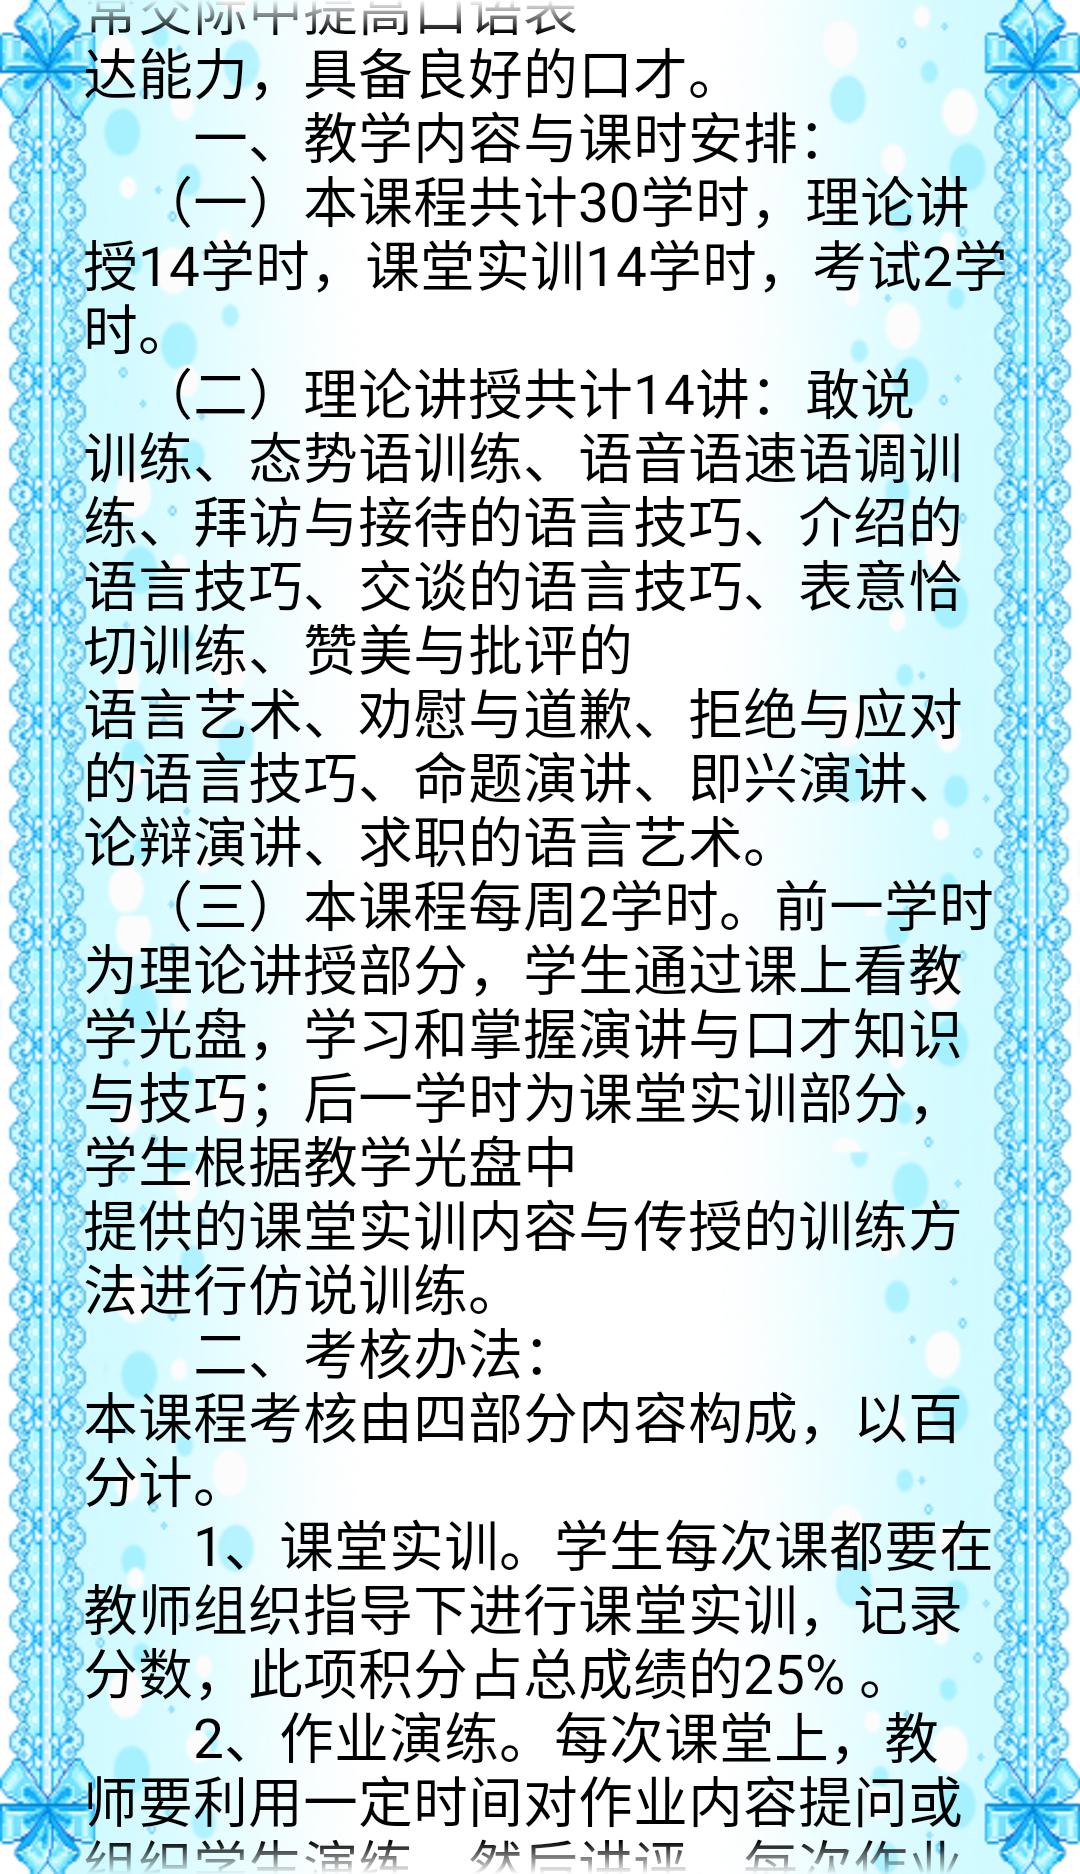 常交际中提高口语表
达能力，具备良好的口才。
一、教学内容与课时安排：
（一）本课程共计30学时，理论讲
授14学时，课堂实训14学时，考试2学
时。
（二）理论讲授共计14讲：敢说
训练、态势语训练、语音语速语调训
练、拜访与接待的语言技巧、介绍的
语言技巧、交谈的语言技巧、表意恰
切训练、赞美与批评的
语言艺术、劝慰与道歉、拒绝与应对
的语言技巧、命题演讲、即兴演讲、
论辩演讲、求职的语言艺术。
（三）本课程每周2学时。前一学时
为理论讲授部分，学生通过课上看教
学光盘，学习和掌握演讲与口才知识
与技巧；后一学时为课堂实训部分，
学生根据教学光盘中
提供的课堂实训内容与传授的训练方
法进行仿说训练。
二、考核办法：
本课程考核由四部分内容构成，以百
分计。
1、课堂实训。学生每次课都要在
教师组织指导下进行课堂实训，记录
分数，此项积分占总成绩的25% 。
2、作业演练。每次课堂上，教
师要利用一定时间对作业内容提问或
组织学生演练，然后讲评，每次作业